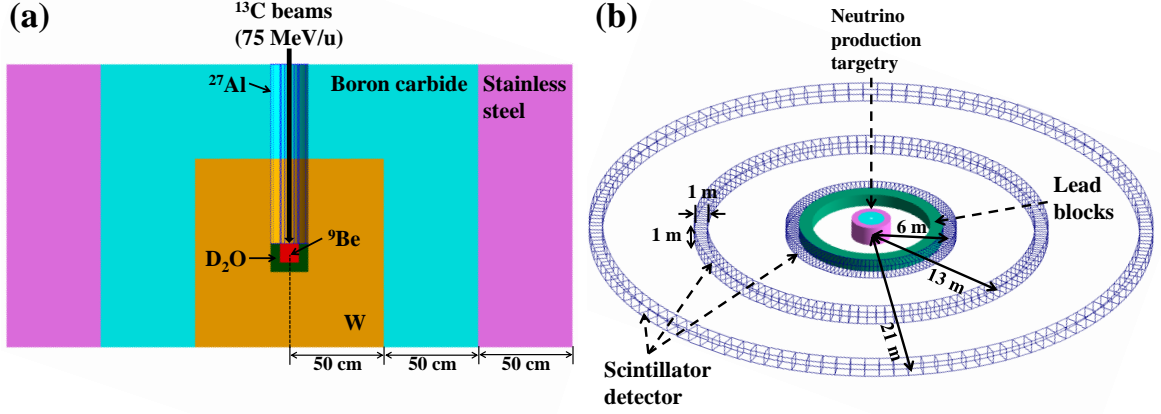 (a)
¹³C beams
(75 MeV/u)
²⁷Al
Boron carbide
Stainless
steel
⁹Be
D₂O
W
50 cm
50 cm
50 cm
(b)
Neutrino
production
targetry
1 m
1 m
Lead
blocks
6 m
13 m
21 m
Scintillator
detector